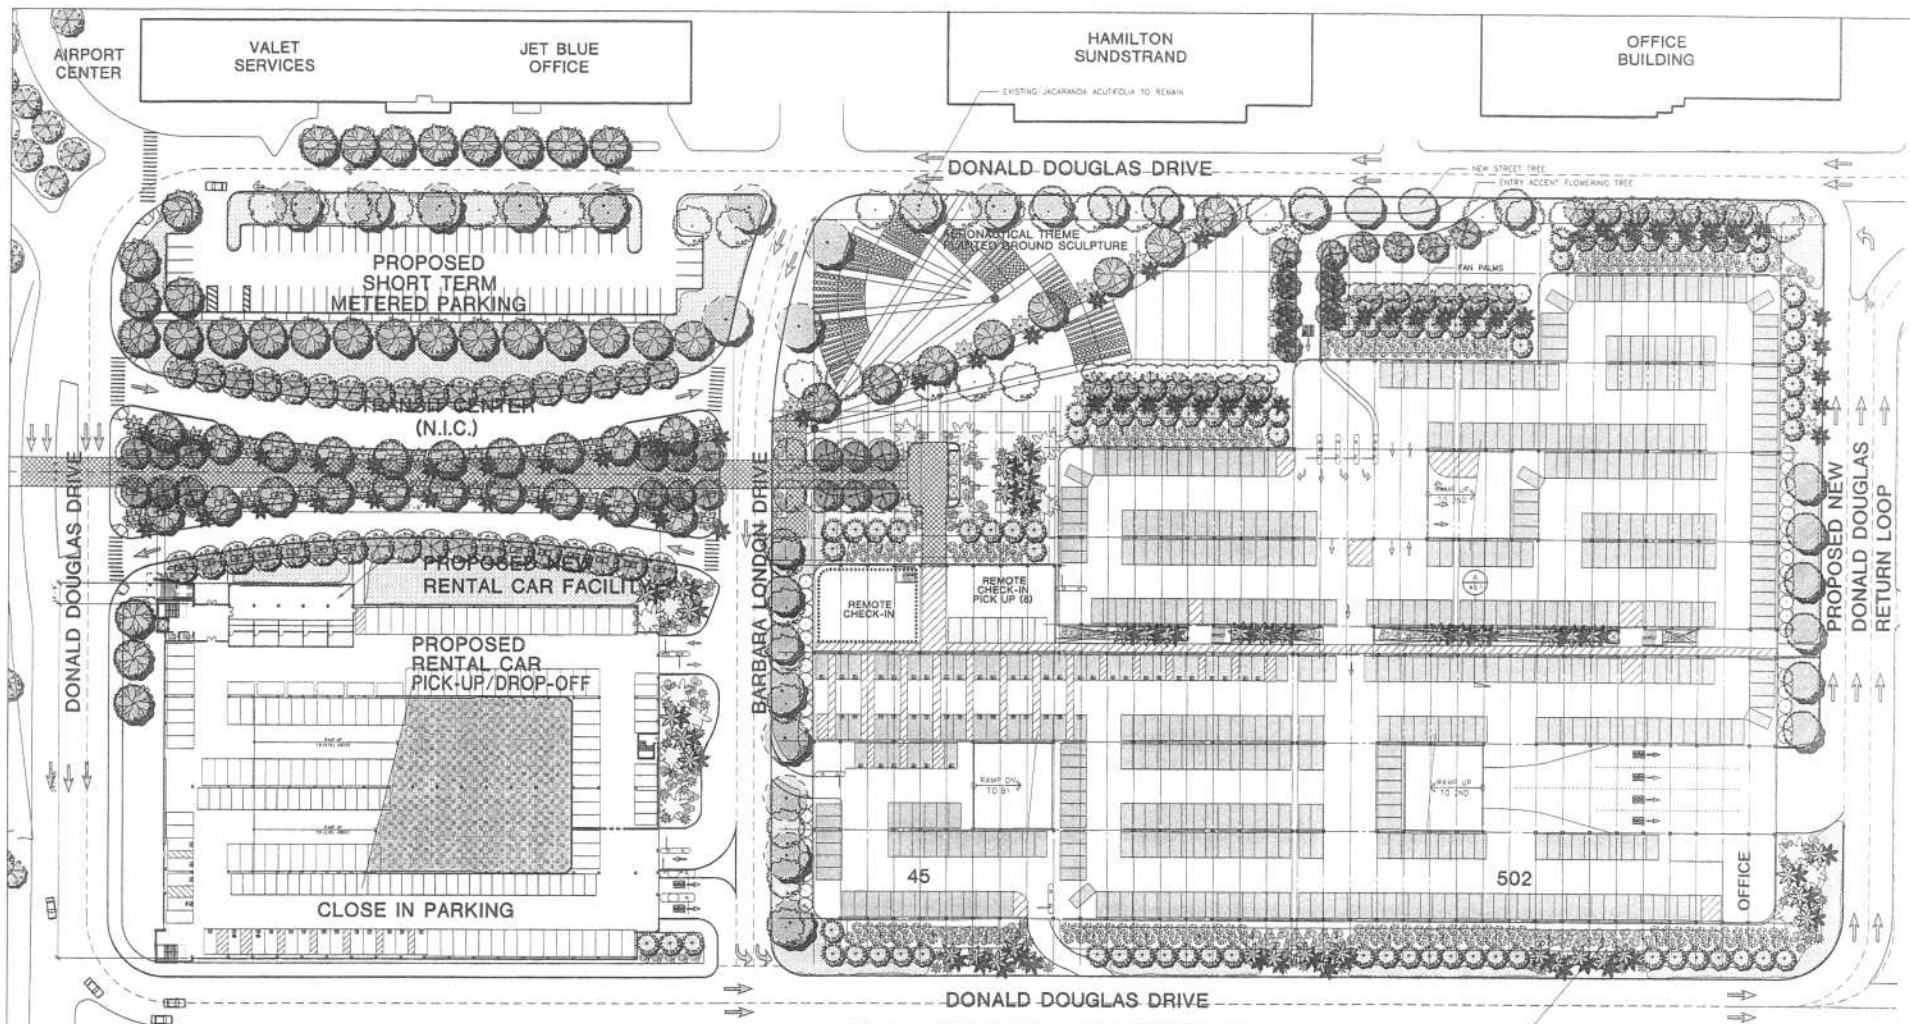 AIRPORT
CENTER
VALET
SERVICES
JET BLUE
OFFICE
HAMILTON
SUNDSTRAND
OFFICE
BUILDING
EXISTING JACARANDA ACUTIFOLIA TO REMAIN
DONALD DOUGLAS DRIVE
NEW STREET TREE
ENTRY ACCENT FLOWERING TREE
AERONAUTICAL THEME
PLANTED GROUND SCULPTURE
FAN PALMS
PROPOSED
SHORT TERM
METERED PARKING
TRANSIT CENTER
(N.I.C.)
DONALD DOUGLAS DRIVE
BARBARA LONDON DRIVE
PROPOSED NEW
DONALD DOUGLAS
RETURN LOOP
RAMP UP
TO 2ND
PROPOSED NEW
RENTAL CAR FACILITY
REMOTE
CHECK-IN
REMOTE
CHECK-IN
PICK UP (8)
A
PROPOSED
RENTAL CAR
PICK-UP/DROP-OFF
RAMP DN
TO B1
RAMP UP
TO 2ND
45
502
OFFICE
CLOSE IN PARKING
DONALD DOUGLAS DRIVE